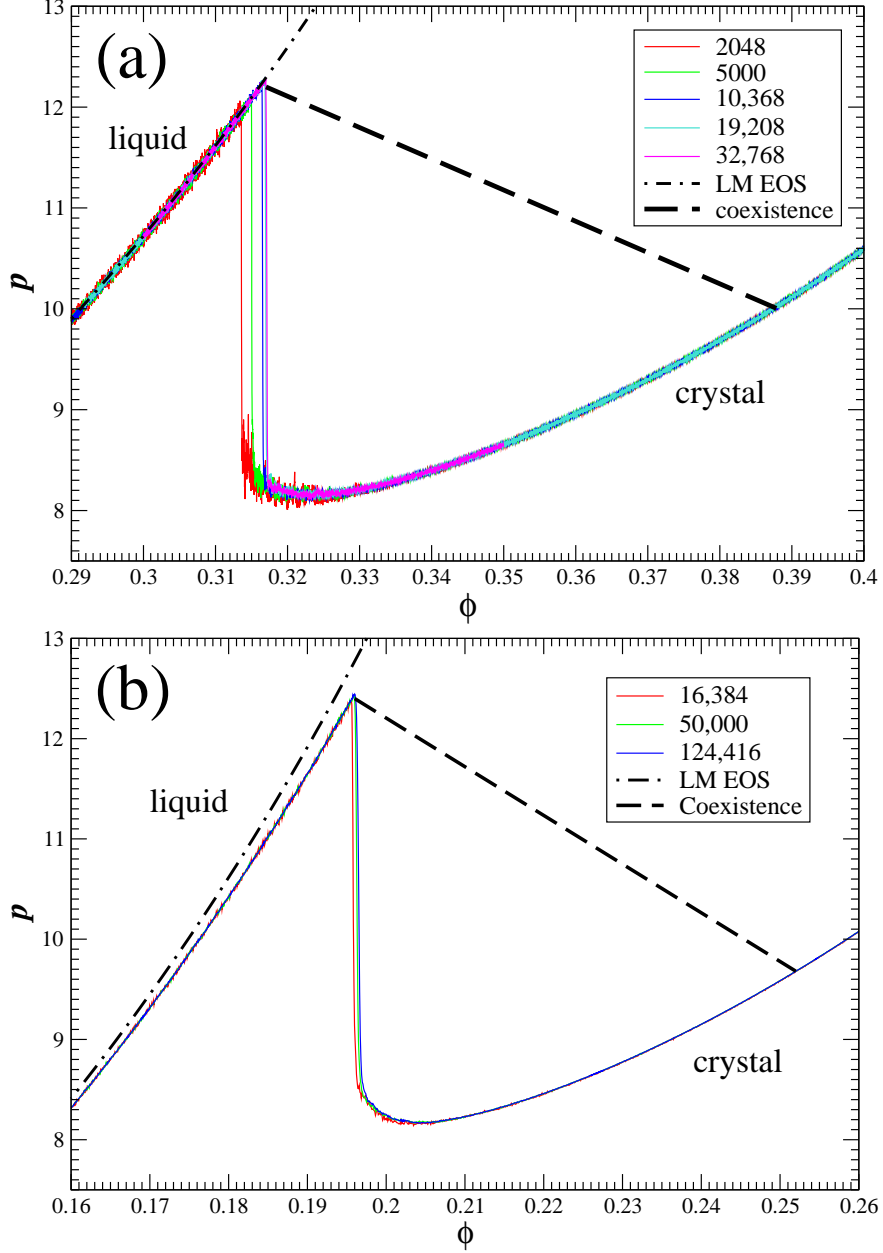 13
(a)
12
liquid
11
p
10
9
crystal
8
2048
5000
10,368
19,208
32,768
LM EOS
coexistence
0.29 0.3 0.31 0.32 0.33 0.34 0.35 0.36 0.37 0.38 0.39 0.4
ϕ
13
(b)
12
liquid
11
p
10
9
crystal
8
16,384
50,000
124,416
LM EOS
Coexistence
0.16 0.17 0.18 0.19 0.2 0.21 0.22 0.23 0.24 0.25 0.26
ϕ